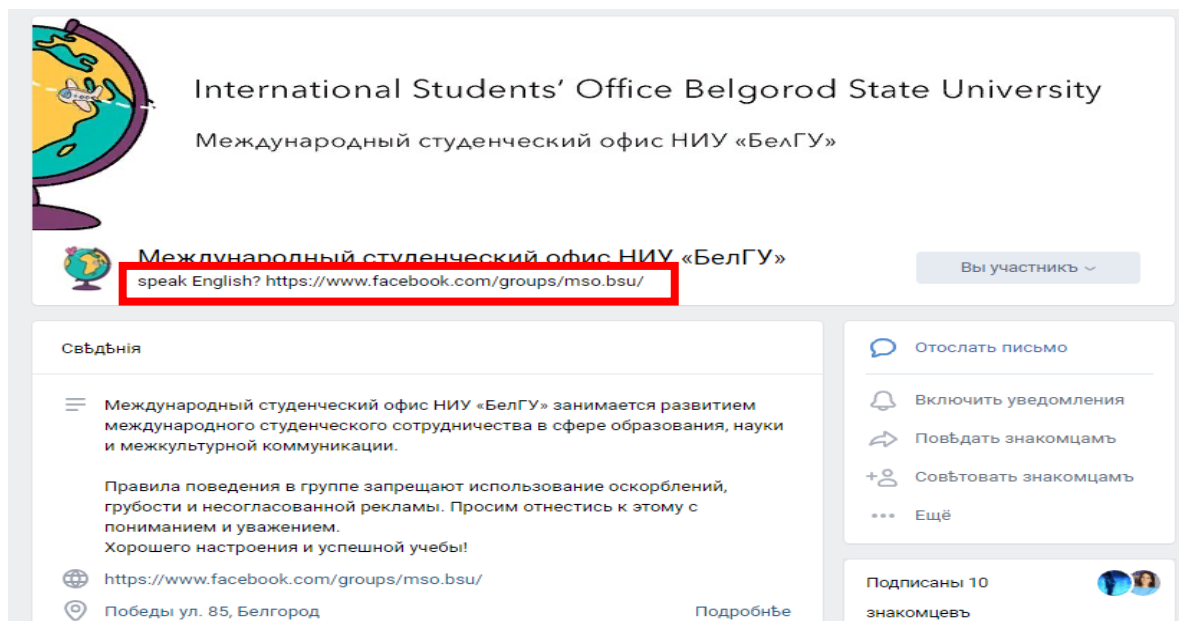 International Students' Office Belgorod State University
Международный студенческий офис НИУ «БелГУ»
Международный студенческий офис НИУ «БелГУ»
speak English? https://www.facebook.com/groups/mso.bsu/
Вы участникъ
Свѣдѣнія
Международный студенческий офис НИУ «БелГУ» занимается развитием
международного студенческого сотрудничества в сфере образования, науки
и межкультурной коммуникации.
Правила поведения в группе запрещают использование оскорблений,
грубости и несогласованной рекламы. Просим отнестись к этому с
пониманием и уважением.
Хорошего настроения и успешной учебы!
https://www.facebook.com/groups/mso.bsu/
Победы ул. 85, Белгород
Подробнѣе
Отослать письмо
Включить уведомления
Повѣдать знакомцамъ
Совѣтовать знакомцамъ
Ещё
Подписаны 10
знакомцевъ